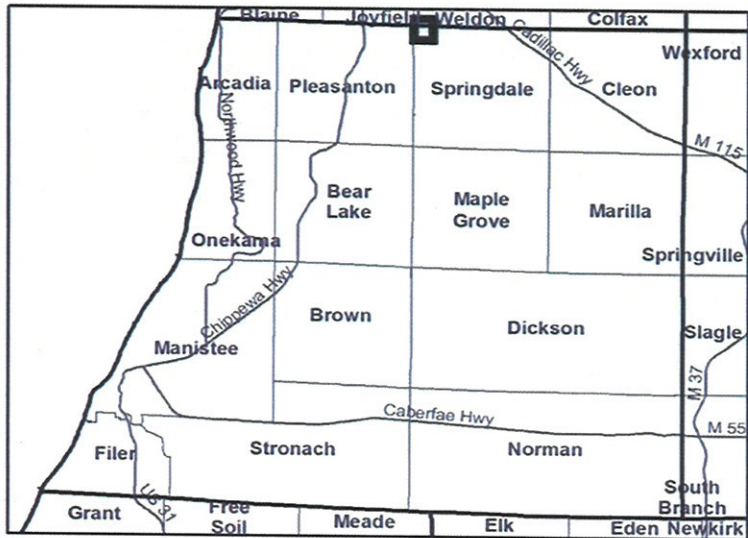 Blaine
Joyfield
Weldon
Colfax
Cadillac Hwy
Wexford
Arcadia
Pleasanton
Springdale
Cleon
Northwood Hwy
M 115
Bear
Lake
Maple
Grove
Marilla
Onekama
Springville
Chippewa Hwy
Brown
Dickson
Slagle
Manistee
M 37
Caberfae Hwy
M 55
Filer
Stronach
Norman
US 31
South
Branch
Grant
Free
Soil
Meade
Elk
Eden
Newkirk